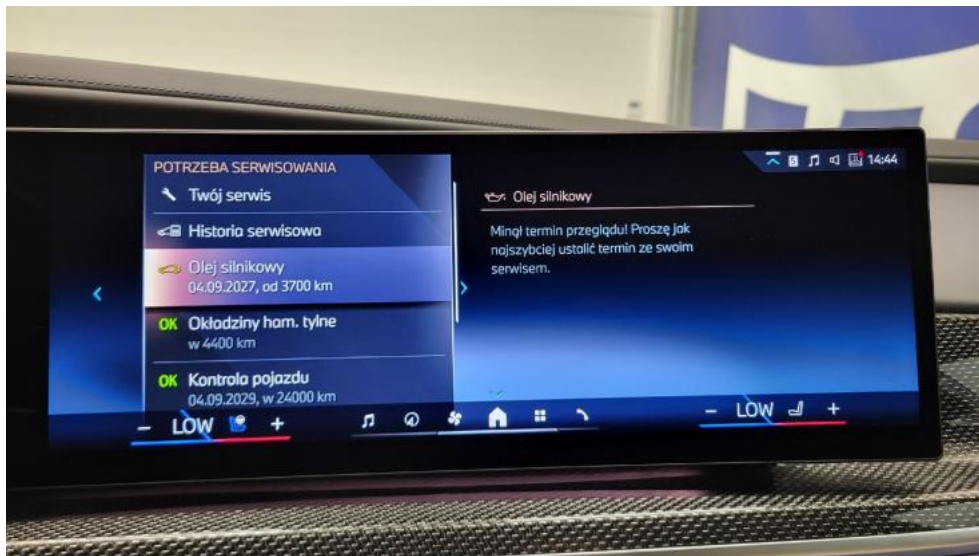 POTRZEBA SERWISOWANIA
Twój serwis
Historia serwisowa
Olej silnikowy
04.09.2027, od 3700 km
OK Okładziny ham. tylne
w 4400 km
OK Kontrola pojazdu
04.09.2029, w 24000 km
14:44
Olej silnikowy
Minął termin przeglądu! Proszę jak
najszybciej ustalić termin ze swoim
serwisem.
- LOW +
- LOW +